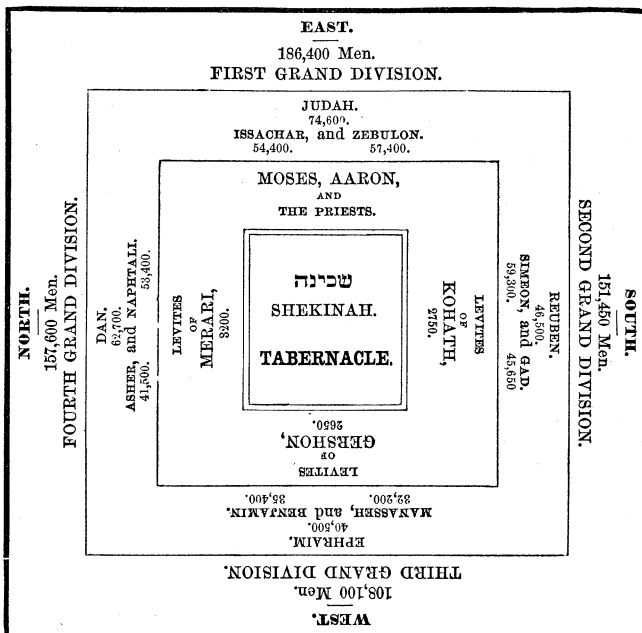 EAST.
186,400 Men.
FIRST GRAND DIVISION.
JUDAH.
74,600.
ISSACHAR, and ZEBULON.
54,400. 57,400.
MOSES, AARON,
AND
THE PRIESTS.
שכינה
SHEKINAH.
TABERNACLE.
NORTH.
157,600 Men.
FOURTH GRAND DIVISION.
DAN.
62,700.
ASHER, and NAPHTALI.
41,500. 53,400.
LEVITES
OF
MERARI,
3200.
SOUTH.
151,450 Men.
SECOND GRAND DIVISION.
REUBEN.
46,500.
SIMEON, and GAD.
59,300. 45,650
LEVITES
OF
KOHATH,
2750.
WEST.
108,100 Men.
THIRD GRAND DIVISION.
EPHRAIM.
40,500.
MANASSEH, and BENJAMIN.
32,200. 35,400.
LEVITES
OF
GERSHON,
2650.